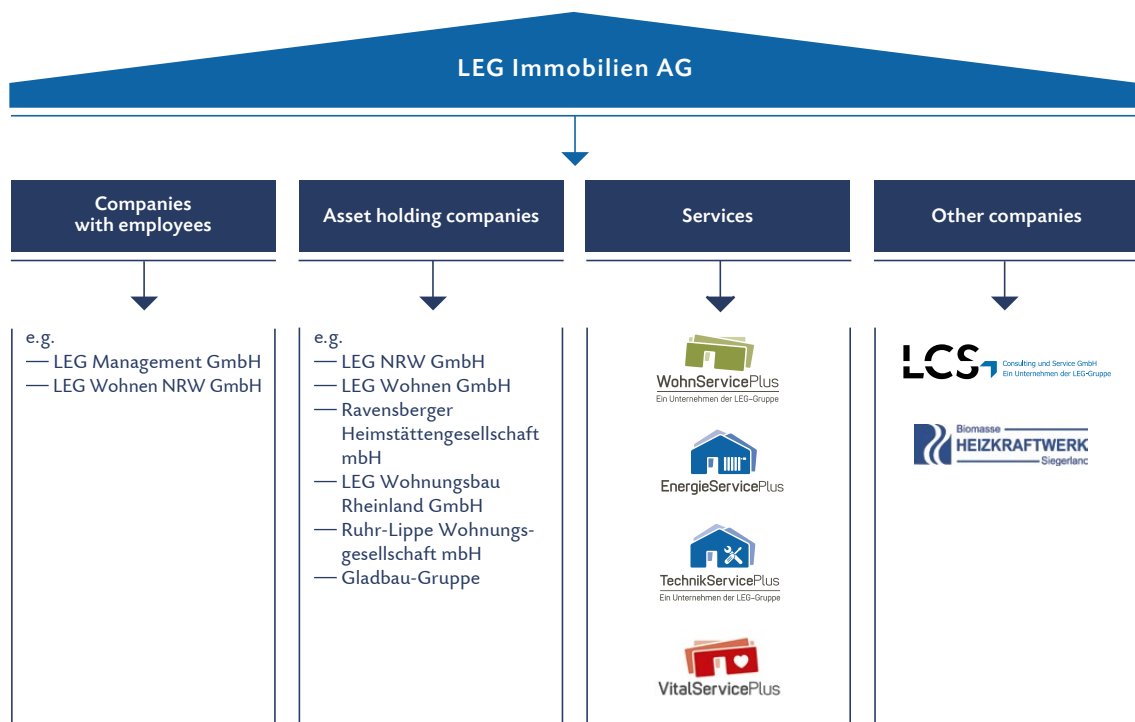 LEG Immobilien AG
Companies
with employees
Asset holding companies
Services
Other companies
e.g.
— LEG Management GmbH
— LEG Wohnen NRW GmbH
e.g.
— LEG NRW GmbH
— LEG Wohnen GmbH
— Ravensberger
Heimstättengesellschaft
mbH
— LEG Wohnungsbau
Rheinland GmbH
— Ruhr-Lippe Wohnungs-
gesellschaft mbH
— Gladbau-Gruppe
WohnServicePlus
Ein Unternehmen der LEG-Gruppe
EnergieServicePlus
TechnikServicePlus
Ein Unternehmen der LEG-Gruppe
VitalServicePlus
LCS
Consulting und Service GmbH
Ein Unternehmen der LEG-Gruppe
Biomasse
HEIZKRAFTWERK
Siegerland